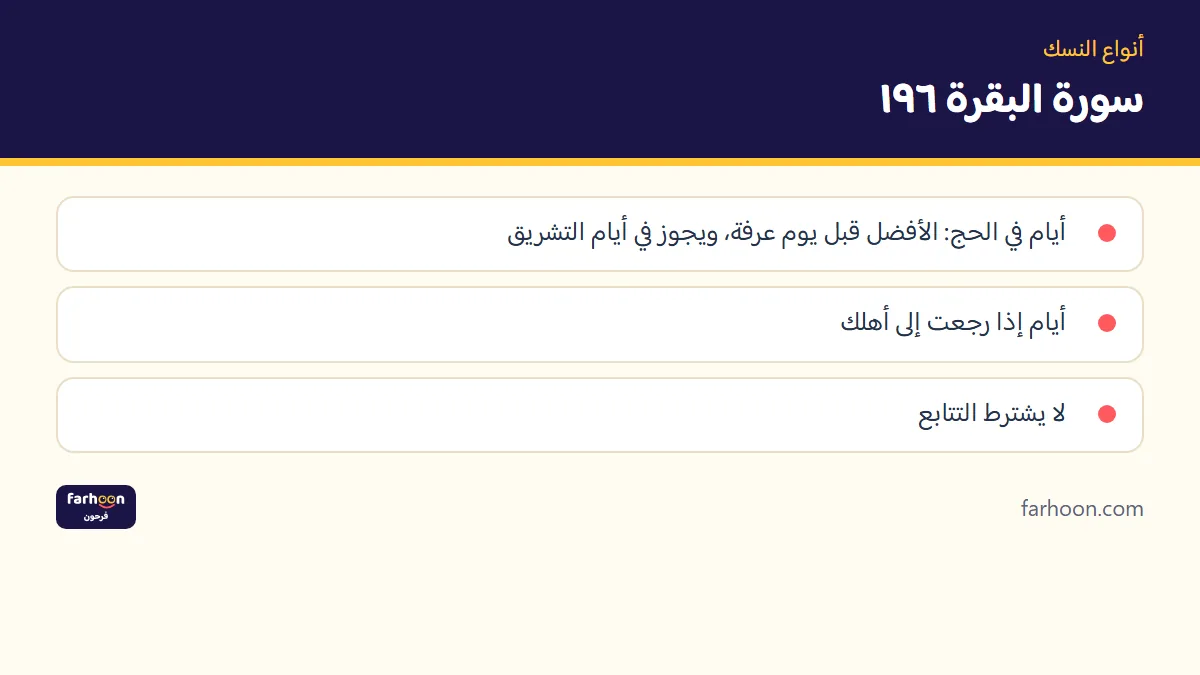 أنواع النسك
سورة البقرة ١٩٦
أيام في الحج: الأفضل قبل يوم عرفة، ويجوز في أيام التشريق
أيام إذا رجعت إلى أهلك
لا يشترط التتابع
farhoon.com
farhoon
فرحون